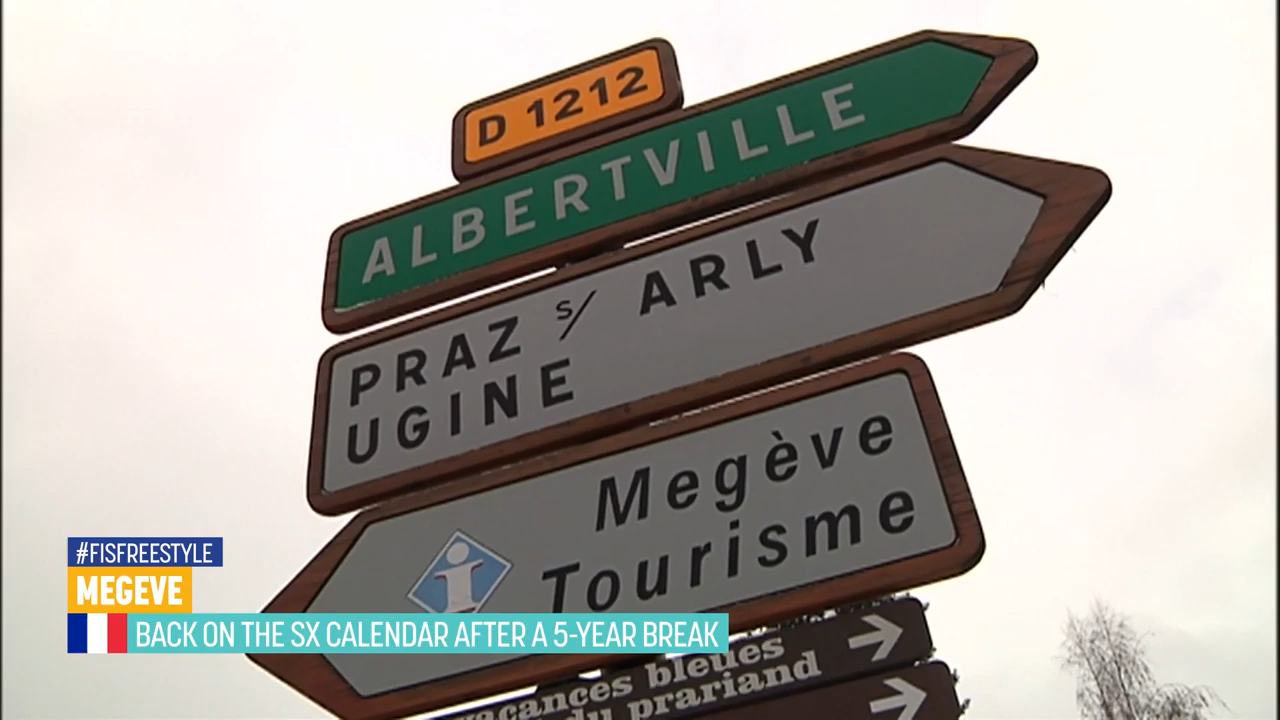 D 1212
ALBERTVILLE
PRAZ s/ ARLY
UGINE
Megève
Tourisme
#FISFREESTYLE
MEGEVE
BACK ON THE SX CALENDAR AFTER A 5-YEAR BREAK
vacances bleues
du prariand